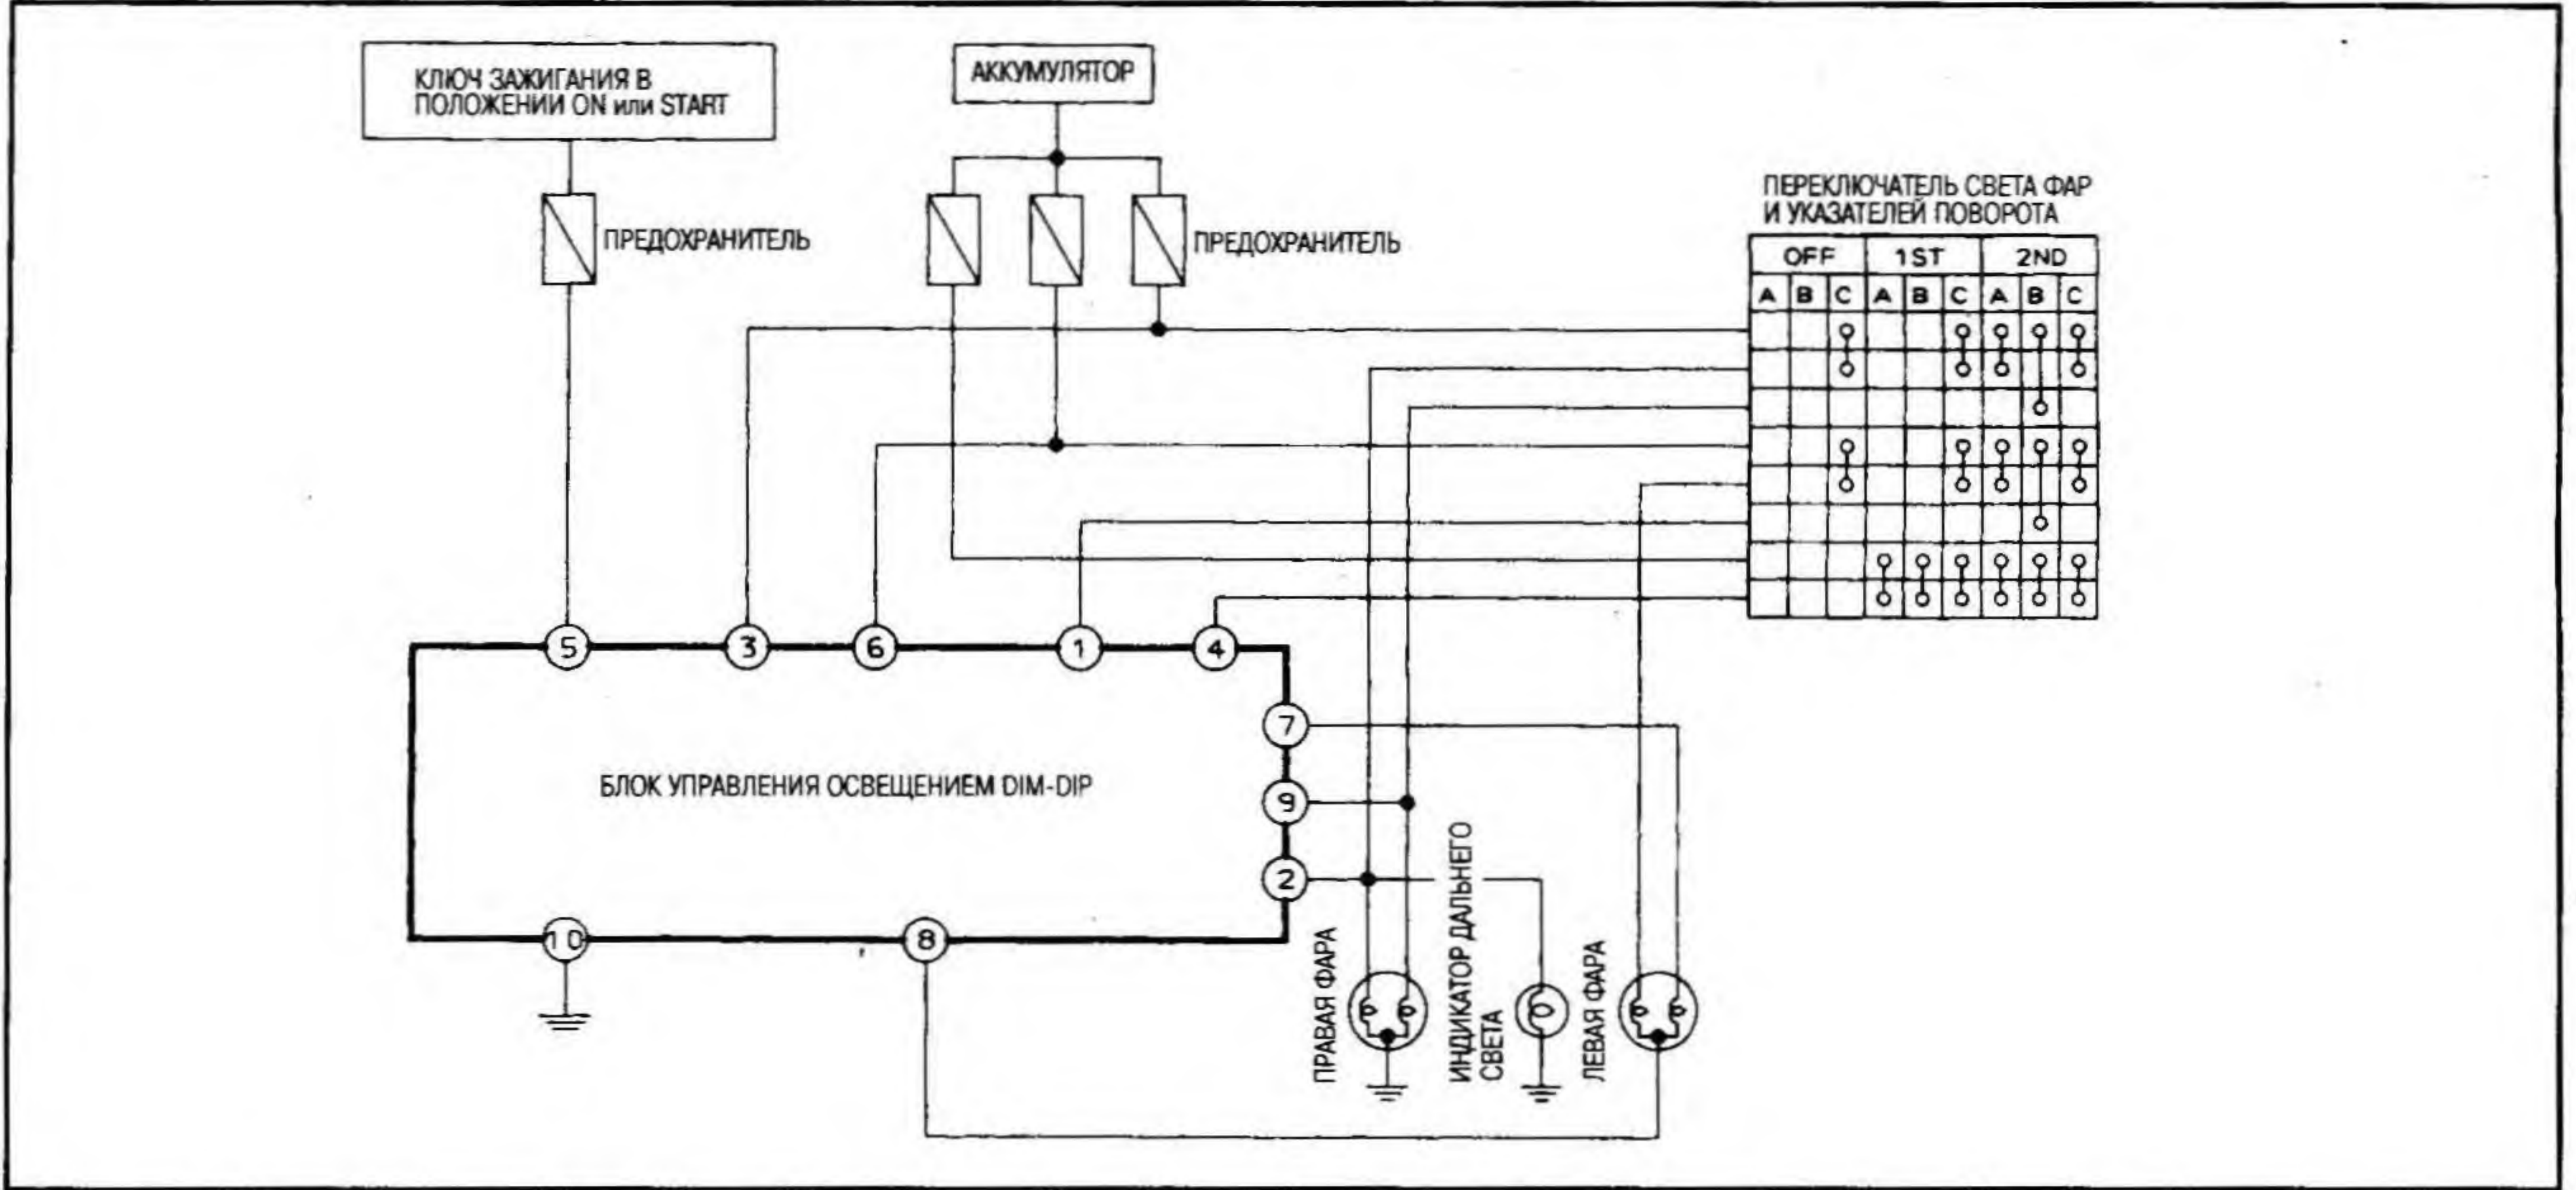 КЛЮЧ ЗАЖИГАНИЯ В
ПОЛОЖЕНИИ ON или START
АККУМУЛЯТОР
ПРЕДОХРАНИТЕЛЬ
ПРЕДОХРАНИТЕЛЬ
ПЕРЕКЛЮЧАТЕЛЬ СВЕТА ФАР
И УКАЗАТЕЛЕЙ ПОВОРОТА
OFF 1ST 2ND
A B C A B C A B C
5 3 6 1 4
7
БЛОК УПРАВЛЕНИЯ ОСВЕЩЕНИЕМ DIM-DIP
9
2
10 8
ПРАВАЯ ФАРА
ИНДИКАТОР ДАЛЬНЕГО
СВЕТА
ЛЕВАЯ ФАРА